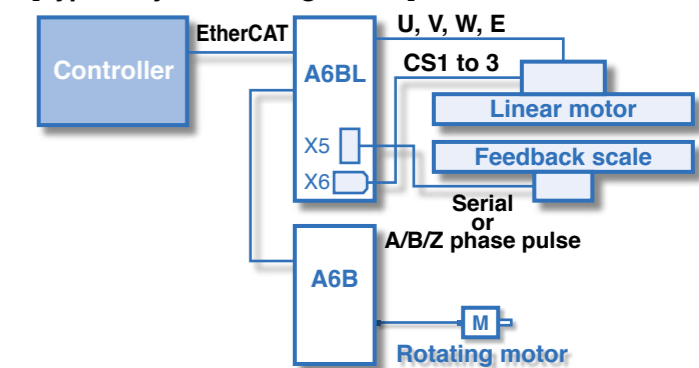 EtherCAT
U, V, W, E
CS1 to 3
Controller
A6BL
Linear motor
X5
Feedback scale
X6
Serial
or
A/B/Z phase pulse
A6B
M
Rotating motor